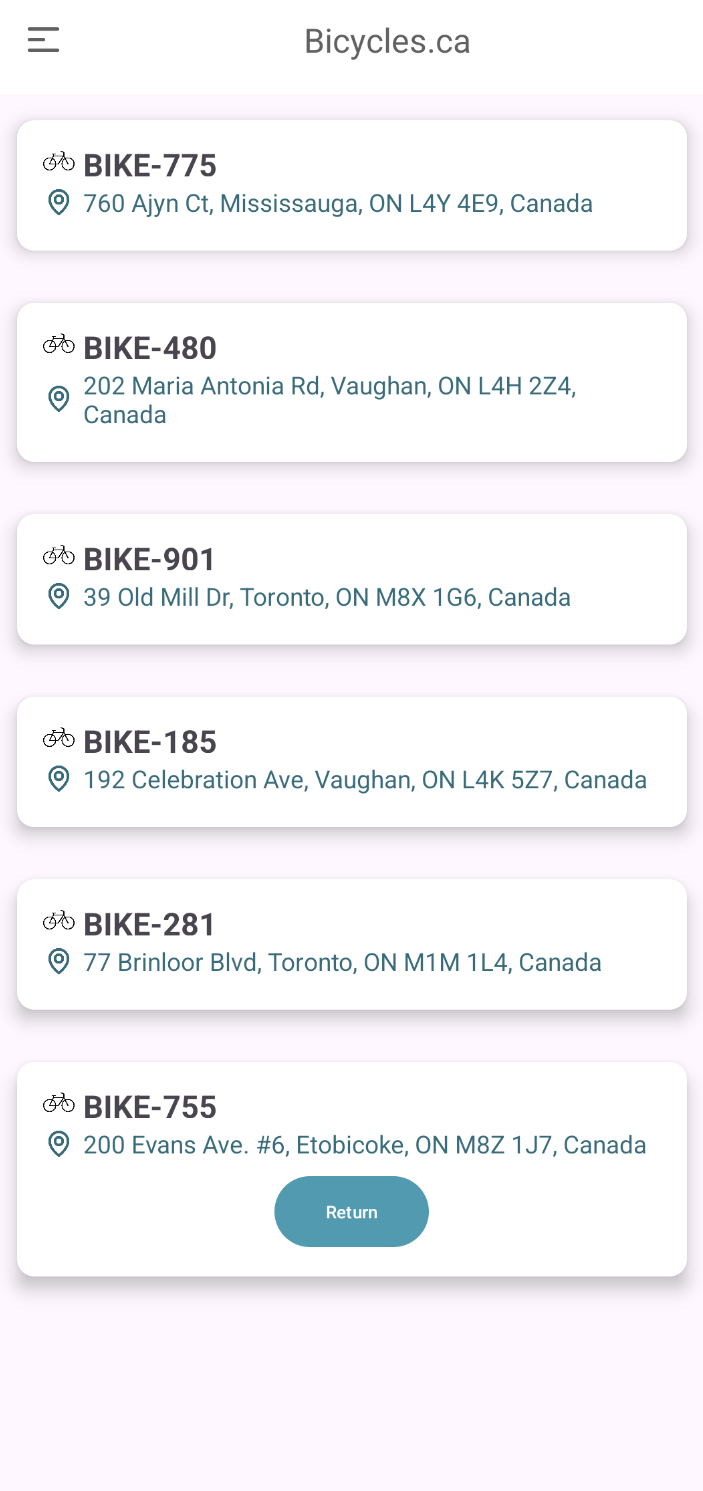 Bicycles.ca
BIKE-775
760 Ajyn Ct, Mississauga, ON L4Y 4E9, Canada
BIKE-480
202 Maria Antonia Rd, Vaughan, ON L4H 2Z4,
Canada
BIKE-901
39 Old Mill Dr, Toronto, ON M8X 1G6, Canada
BIKE-185
192 Celebration Ave, Vaughan, ON L4K 5Z7, Canada
BIKE-281
77 Brinloor Blvd, Toronto, ON M1M 1L4, Canada
BIKE-755
200 Evans Ave. #6, Etobicoke, ON M8Z 1J7, Canada
Return